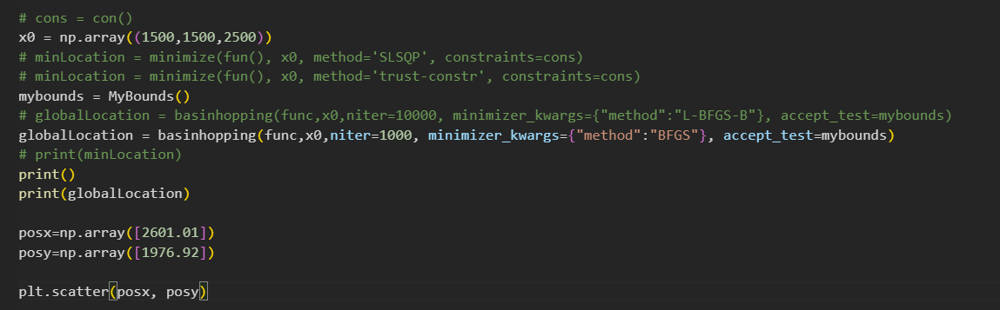 # cons = con()
x0 = np.array((1500,1500,2500))
# minLocation = minimize(fun(), x0, method='SLSQP', constraints=cons)
# minLocation = minimize(fun(), x0, method='trust-constr', constraints=cons)
mybounds = MyBounds()
# globalLocation = basinhopping(func,x0,niter=10000, minimizer_kwargs={"method":"L-BFGS-B"}, accept_test=mybounds)
globalLocation = basinhopping(func,x0,niter=1000, minimizer_kwargs={"method":"BFGS"}, accept_test=mybounds)
# print(minLocation)
print()
print(globalLocation)
posx=np.array([2601.01])
posy=np.array([1976.92])
plt.scatter(posx, posy)